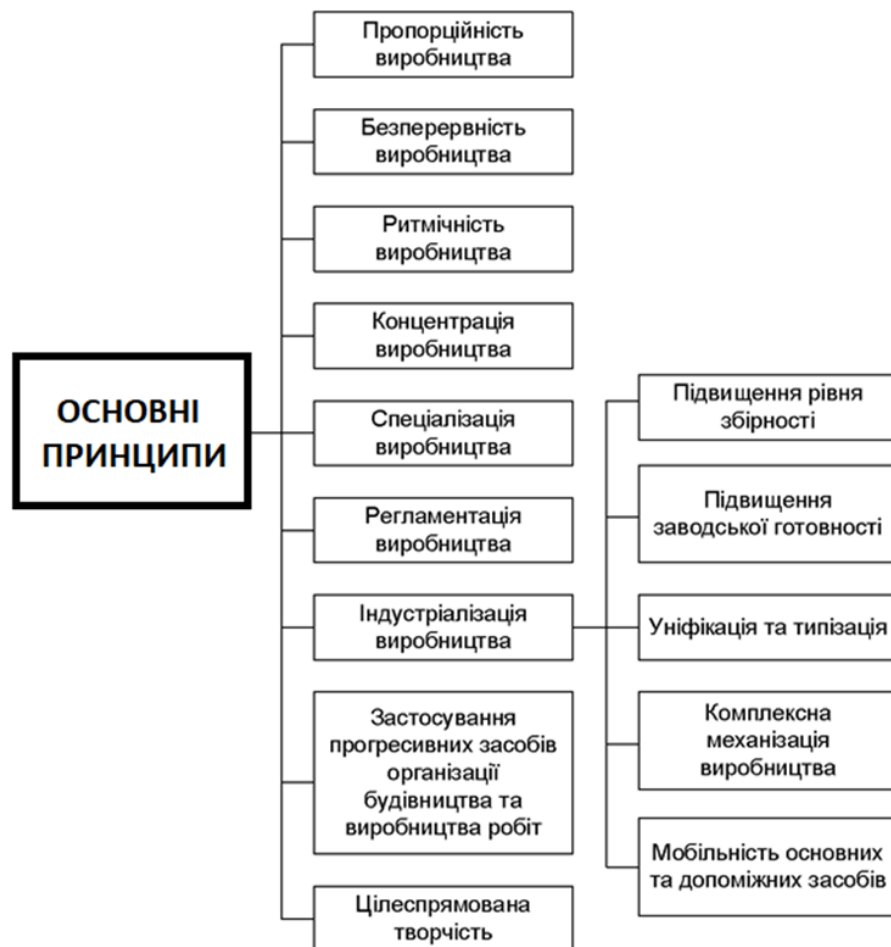 ОСНОВНІ
ПРИНЦИПИ
Пропорційність
виробництва
Безперервність
виробництва
Ритмічність
виробництва
Концентрація
виробництва
Спеціалізація
виробництва
Регламентація
виробництва
Індустріалізація
виробництва
Застосування
прогресивних засобів
організації
будівництва та
виробництва робіт
Цілеспрямована
творчість
Підвищення рівня
збірності
Підвищення
заводської готовності
Уніфікація та типізація
Комплексна
механізація
виробництва
Мобільність основних
та допоміжних засобів